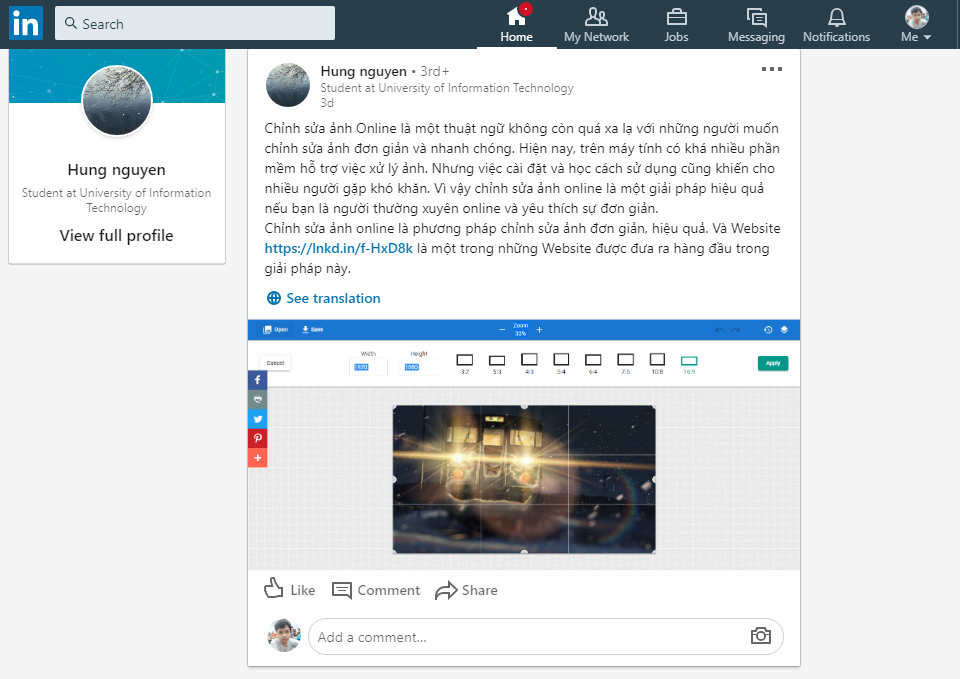 in
Search
Home
My Network
Jobs
Messaging
Notifications
Me
Hung nguyen
Student at University of Information
Technology
View full profile
Hung nguyen • 3rd+
Student at University of Information Technology
3d
Chỉnh sửa ảnh Online là một thuật ngữ không còn quá xa lạ với những người muốn
chỉnh sửa ảnh đơn giản và nhanh chóng. Hiện nay, trên máy tính có khá nhiều phần
mềm hỗ trợ việc xử lý ảnh. Nhưng việc cài đặt và học cách sử dụng cũng khiến cho
nhiều người gặp khó khăn. Vì vậy chỉnh sửa ảnh online là một giải pháp hiệu quả
nếu bạn là người thường xuyên online và yêu thích sự đơn giản.
Chỉnh sửa ảnh online là phương pháp chỉnh sửa ảnh đơn giản, hiệu quả. Và Website
https://lnkd.in/f-HxD8k là một trong những Website được đưa ra hàng đầu trong
giải pháp này.
See translation
Open
Save
Zoom
33%
Cancel
Width
1920
Height
1080
3:2
5:3
4:3
5:4
6:4
7:5
10:8
16:9
Apply
Like
Comment
Share
Add a comment...